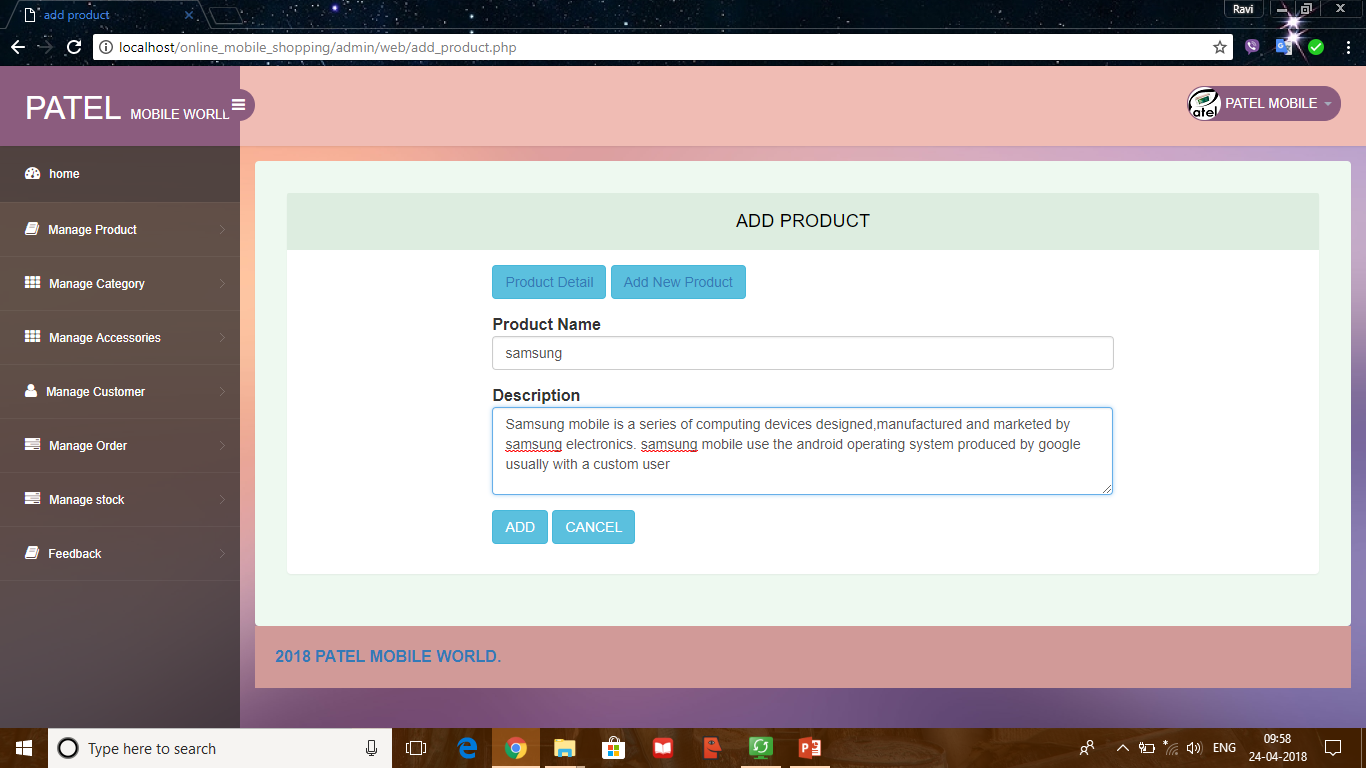 add product
Ravi
localhost/online_mobile_shopping/admin/web/add_product.php
PATEL MOBILE WORLL
atel PATEL MOBILE
home
Manage Product
Manage Category
Manage Accessories
Manage Customer
Manage Order
Manage stock
Feedback
ADD PRODUCT
Product Detail Add New Product
Product Name
samsung
Description
Samsung mobile is a series of computing devices designed,manufactured and marketed by
samsung electronics. samsung mobile use the android operating system produced by google
usually with a custom user
ADD CANCEL
2018 PATEL MOBILE WORLD.
Type here to search
ENG
09:58
24-04-2018